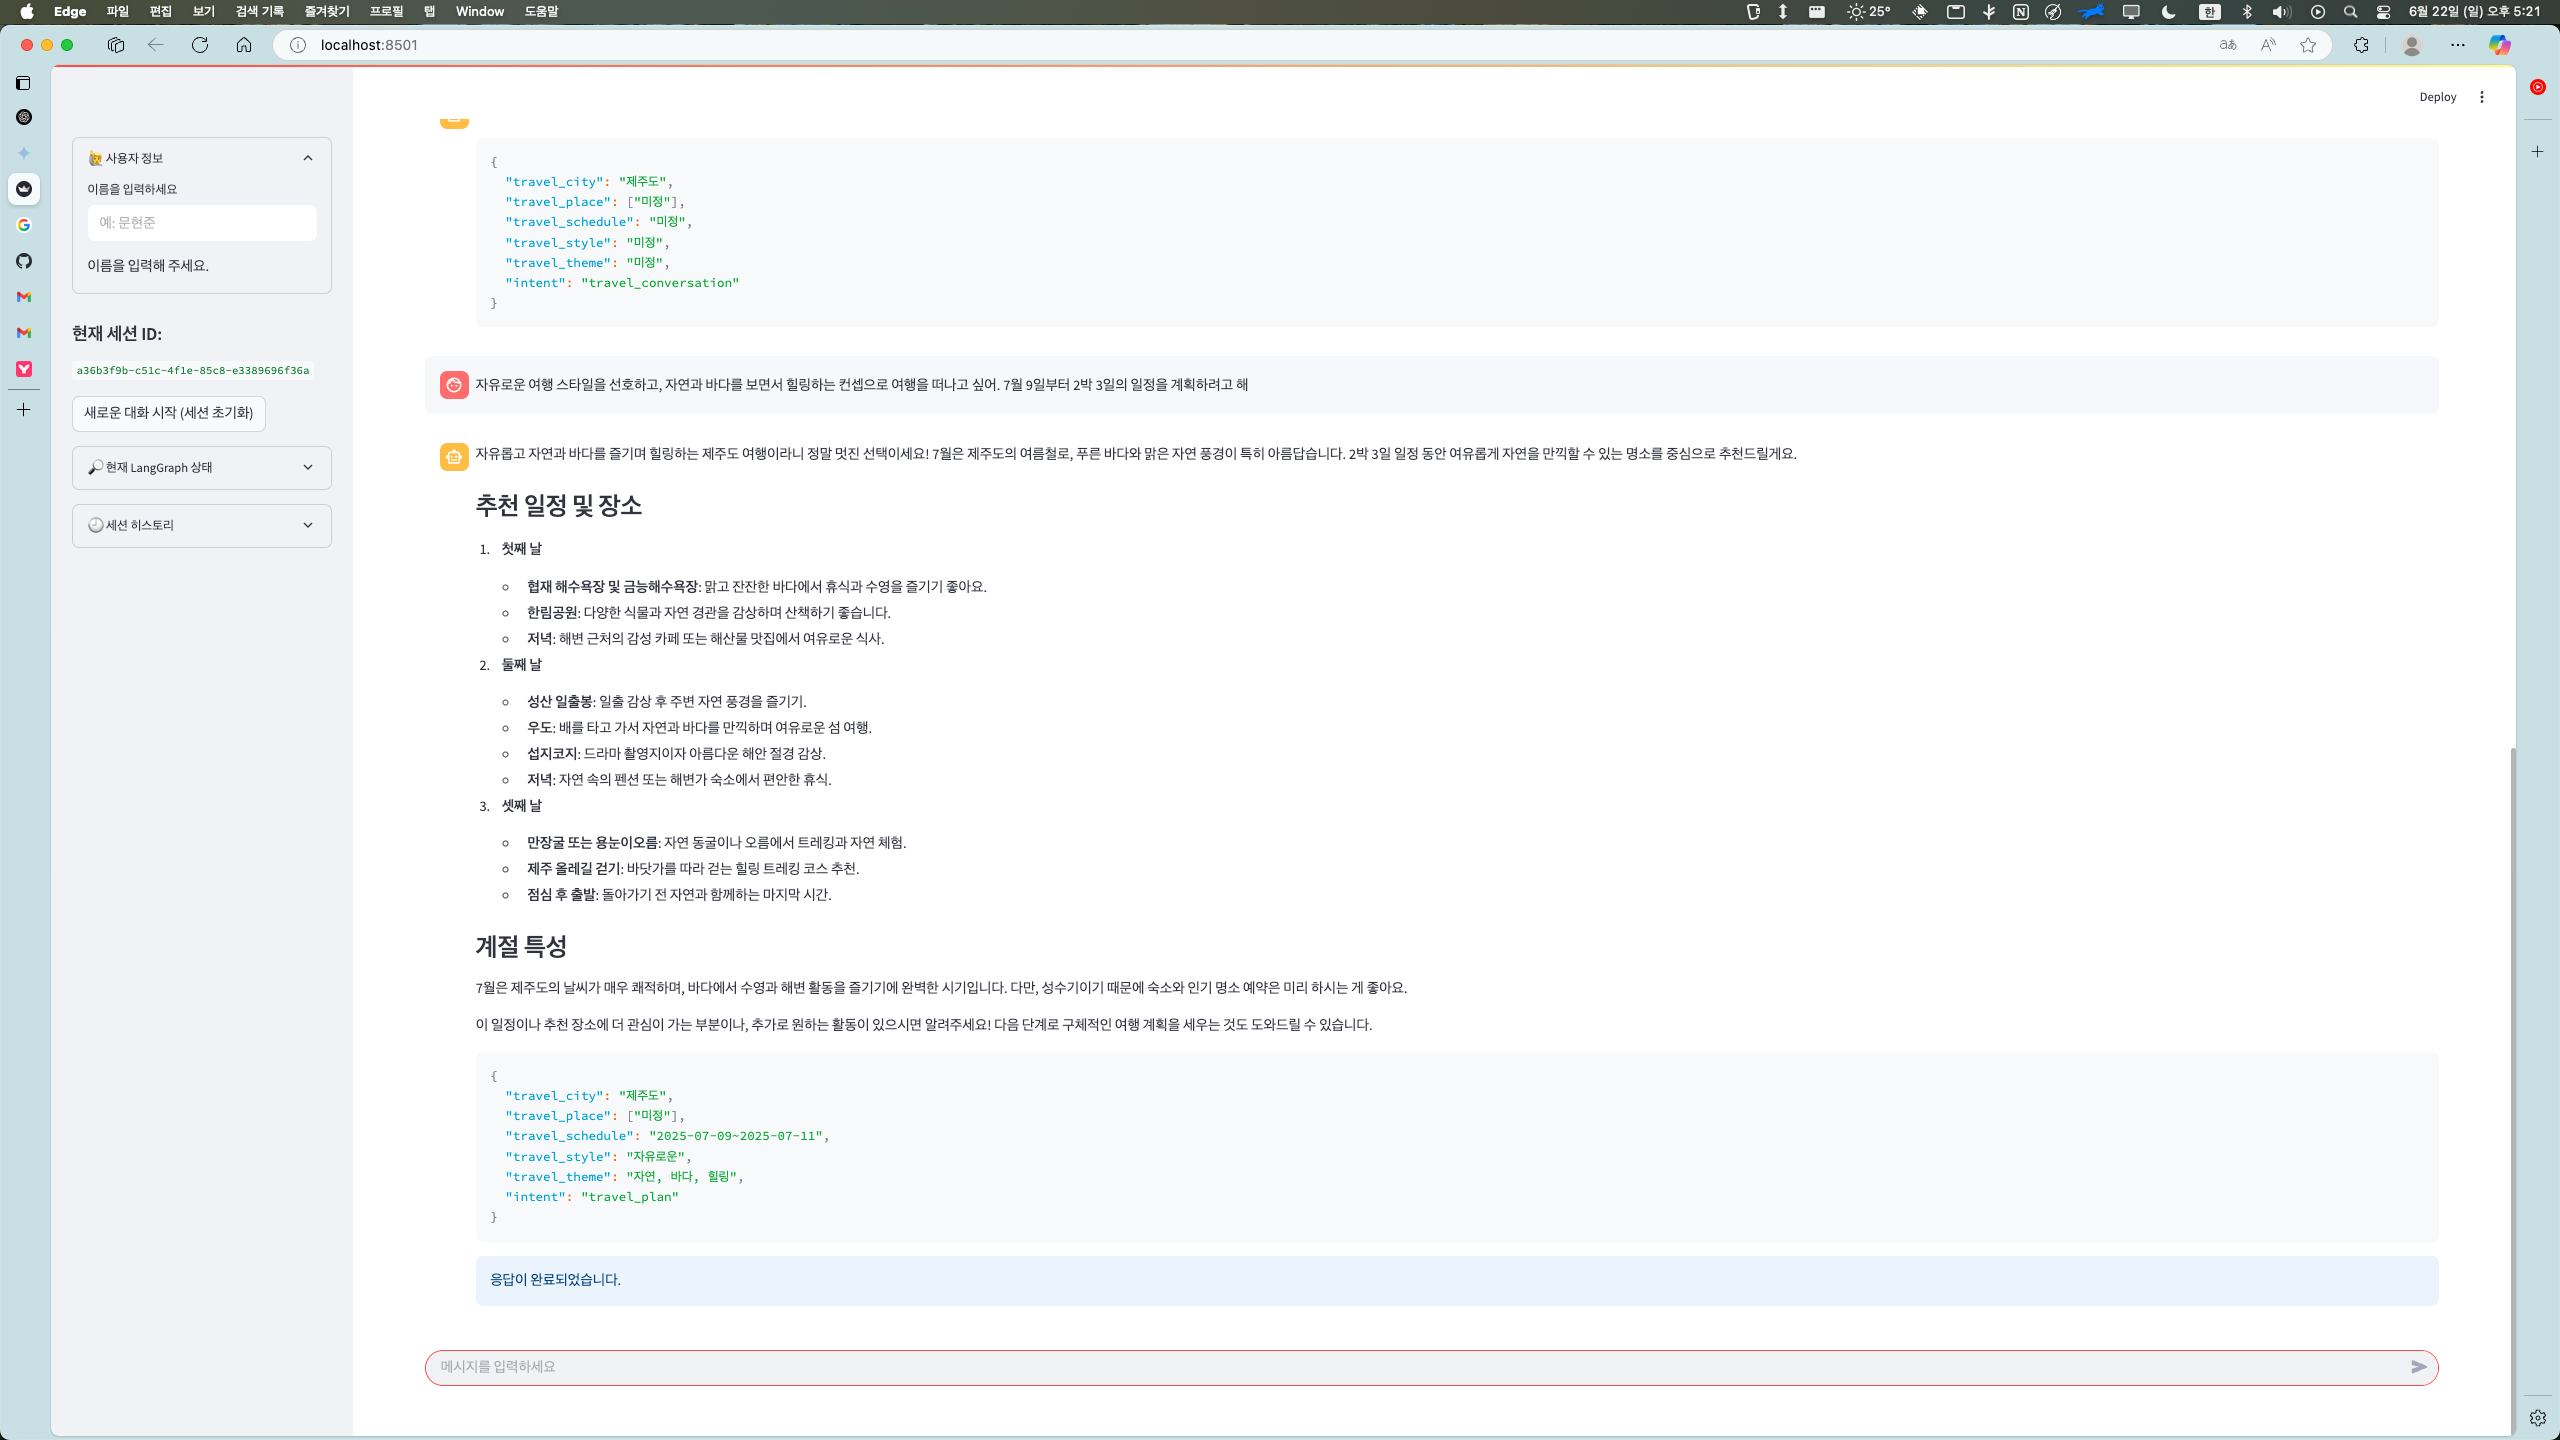 Edge 파일 편집 보기 검색 기록 즐겨찾기 프로필 탭 Window 도움말
25° 한 6월 22일 (일) 오후 5:21
localhost:8501
Deploy
🙋 사용자 정보
이름을 입력하세요
예: 문현준
이름을 입력해 주세요.
현재 세션 ID:
a36b3f9b-c51c-4f1e-85c8-e3389696f36a
새로운 대화 시작 (세션 초기화)
🔎 현재 LangGraph 상태
🕘 세션 히스토리
{
"travel_city": "제주도",
"travel_place": ["미정"],
"travel_schedule": "미정",
"travel_style": "미정",
"travel_theme": "미정",
"intent": "travel_conversation"
}
자유로운 여행 스타일을 선호하고, 자연과 바다를 보면서 힐링하는 컨셉으로 여행을 떠나고 싶어. 7월 9일부터 2박 3일의 일정을 계획하려고 해
자유롭고 자연과 바다를 즐기며 힐링하는 제주도 여행이라니 정말 멋진 선택이세요! 7월은 제주도의 여름철로, 푸른 바다와 맑은 자연 풍경이 특히 아름답습니다. 2박 3일 일정 동안 여유롭게 자연을 만끽할 수 있는 명소를 중심으로 추천드릴게요.
추천 일정 및 장소
1. 첫째 날
협재 해수욕장 및 금능해수욕장: 맑고 잔잔한 바다에서 휴식과 수영을 즐기기 좋아요.
한림공원: 다양한 식물과 자연 경관을 감상하며 산책하기 좋습니다.
저녁: 해변 근처의 감성 카페 또는 해산물 맛집에서 여유로운 식사.
2. 둘째 날
성산 일출봉: 일출 감상 후 주변 자연 풍경을 즐기기.
우도: 배를 타고 가서 자연과 바다를 만끽하며 여유로운 섬 여행.
섭지코지: 드라마 촬영지이자 아름다운 해안 절경 감상.
저녁: 자연 속의 펜션 또는 해변가 숙소에서 편안한 휴식.
3. 셋째 날
만장굴 또는 용눈이오름: 자연 동굴이나 오름에서 트레킹과 자연 체험.
제주 올레길 걷기: 바닷가를 따라 걷는 힐링 트레킹 코스 추천.
점심 후 출발: 돌아가기 전 자연과 함께하는 마지막 시간.
계절 특성
7월은 제주도의 날씨가 매우 쾌적하며, 바다에서 수영과 해변 활동을 즐기기에 완벽한 시기입니다. 다만, 성수기이기 때문에 숙소와 인기 명소 예약은 미리 하시는 게 좋아요.
이 일정이나 추천 장소에 더 관심이 가는 부분이나, 추가로 원하는 활동이 있으시면 알려주세요! 다음 단계로 구체적인 여행 계획을 세우는 것도 도와드릴 수 있습니다.
{
"travel_city": "제주도",
"travel_place": ["미정"],
"travel_schedule": "2025-07-09~2025-07-11",
"travel_style": "자유로운",
"travel_theme": "자연, 바다, 힐링",
"intent": "travel_plan"
}
응답이 완료되었습니다.
메시지를 입력하세요